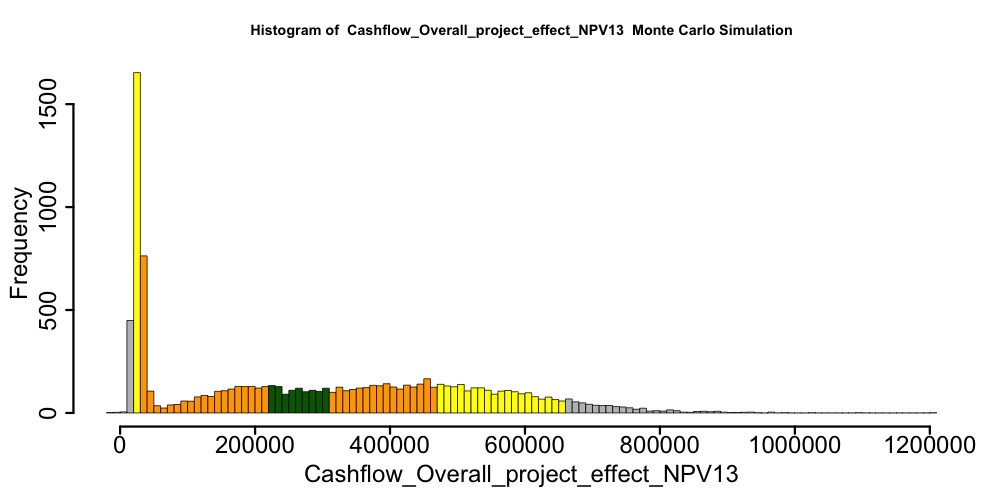 Histogram of  Cashflow_Overall_project_effect_NPV13  Monte Carlo Simulation
Frequency
1500
1000
500
0
0 200000 400000 600000 800000 1000000 1200000
Cashflow_Overall_project_effect_NPV13